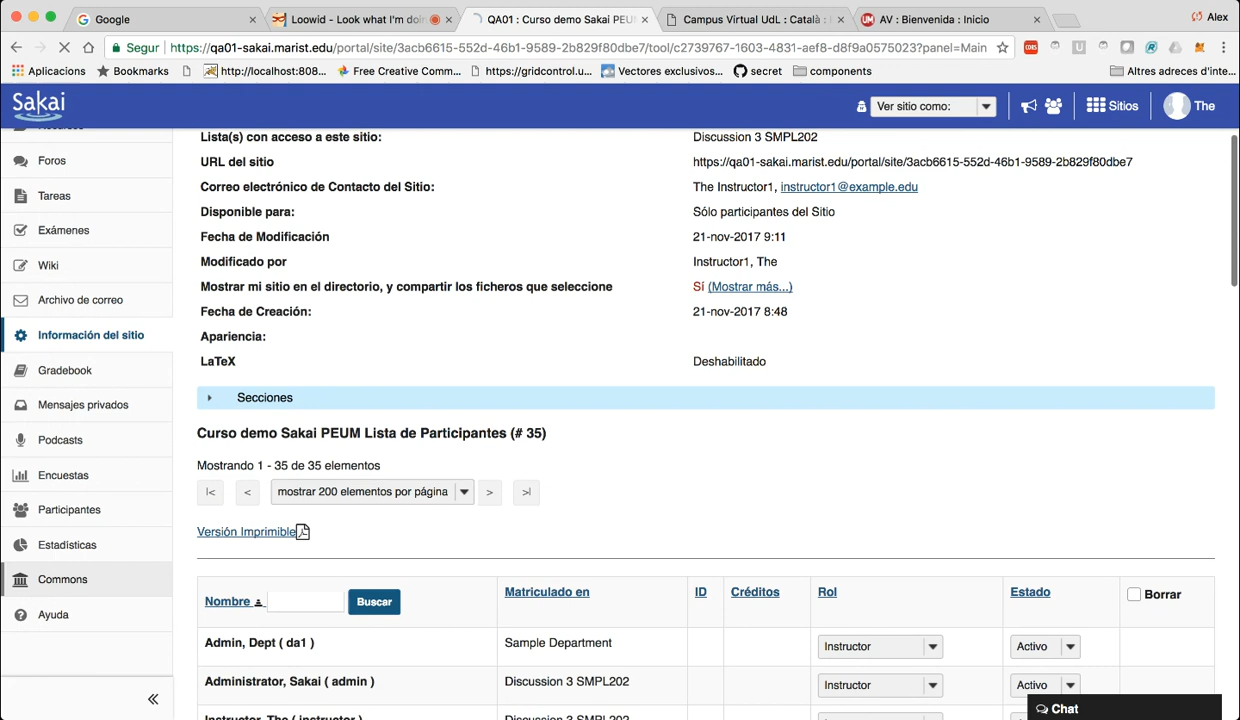 Google
Loowid - Look what I'm doin
QA01 : Curso demo Sakai PEU
Campus Virtual UdL : Català :
AV : Bienvenida : Inicio
Alex
Segur
https://qa01-sakai.marist.edu/portal/site/3acb6615-552d-46b1-9589-2b829f80dbe7/tool/c2739767-1603-4831-aef8-d8f9a0575023?panel=Main
Aplicacions
Bookmarks
http://localhost:808...
Free Creative Comm...
https://gridcontrol.u...
Vectores exclusivos...
secret
components
Altres adreces d'inte...
Sakai
Ver sitio como:
Sitios
The
Recursos
Foros
Tareas
Exámenes
Wiki
Archivo de correo
Información del sitio
Gradebook
Mensajes privados
Podcasts
Encuestas
Participantes
Estadísticas
Commons
Ayuda
Lista(s) con acceso a este sitio: Discussion 3 SMPL202
URL del sitio https://qa01-sakai.marist.edu/portal/site/3acb6615-552d-46b1-9589-2b829f80dbe7
Correo electrónico de Contacto del Sitio: The Instructor1, instructor1@example.edu
Disponible para: Sólo participantes del Sitio
Fecha de Modificación 21-nov-2017 9:11
Modificado por Instructor1, The
Mostrar mi sitio en el directorio, y compartir los ficheros que seleccione Sí (Mostrar más...)
Fecha de Creación: 21-nov-2017 8:48
Apariencia:
LaTeX Deshabilitado
Secciones
Curso demo Sakai PEUM Lista de Participantes (# 35)
Mostrando 1 - 35 de 35 elementos
|< < mostrar 200 elementos por página > >|
Versión Imprimible
Nombre Buscar Matriculado en ID Créditos Rol Estado Borrar
Admin, Dept ( da1 ) Sample Department Instructor Activo
Administrator, Sakai ( admin ) Discussion 3 SMPL202 Instructor Activo
Instructor, The ( instructor ) Discussion 3 SMPL202
Chat